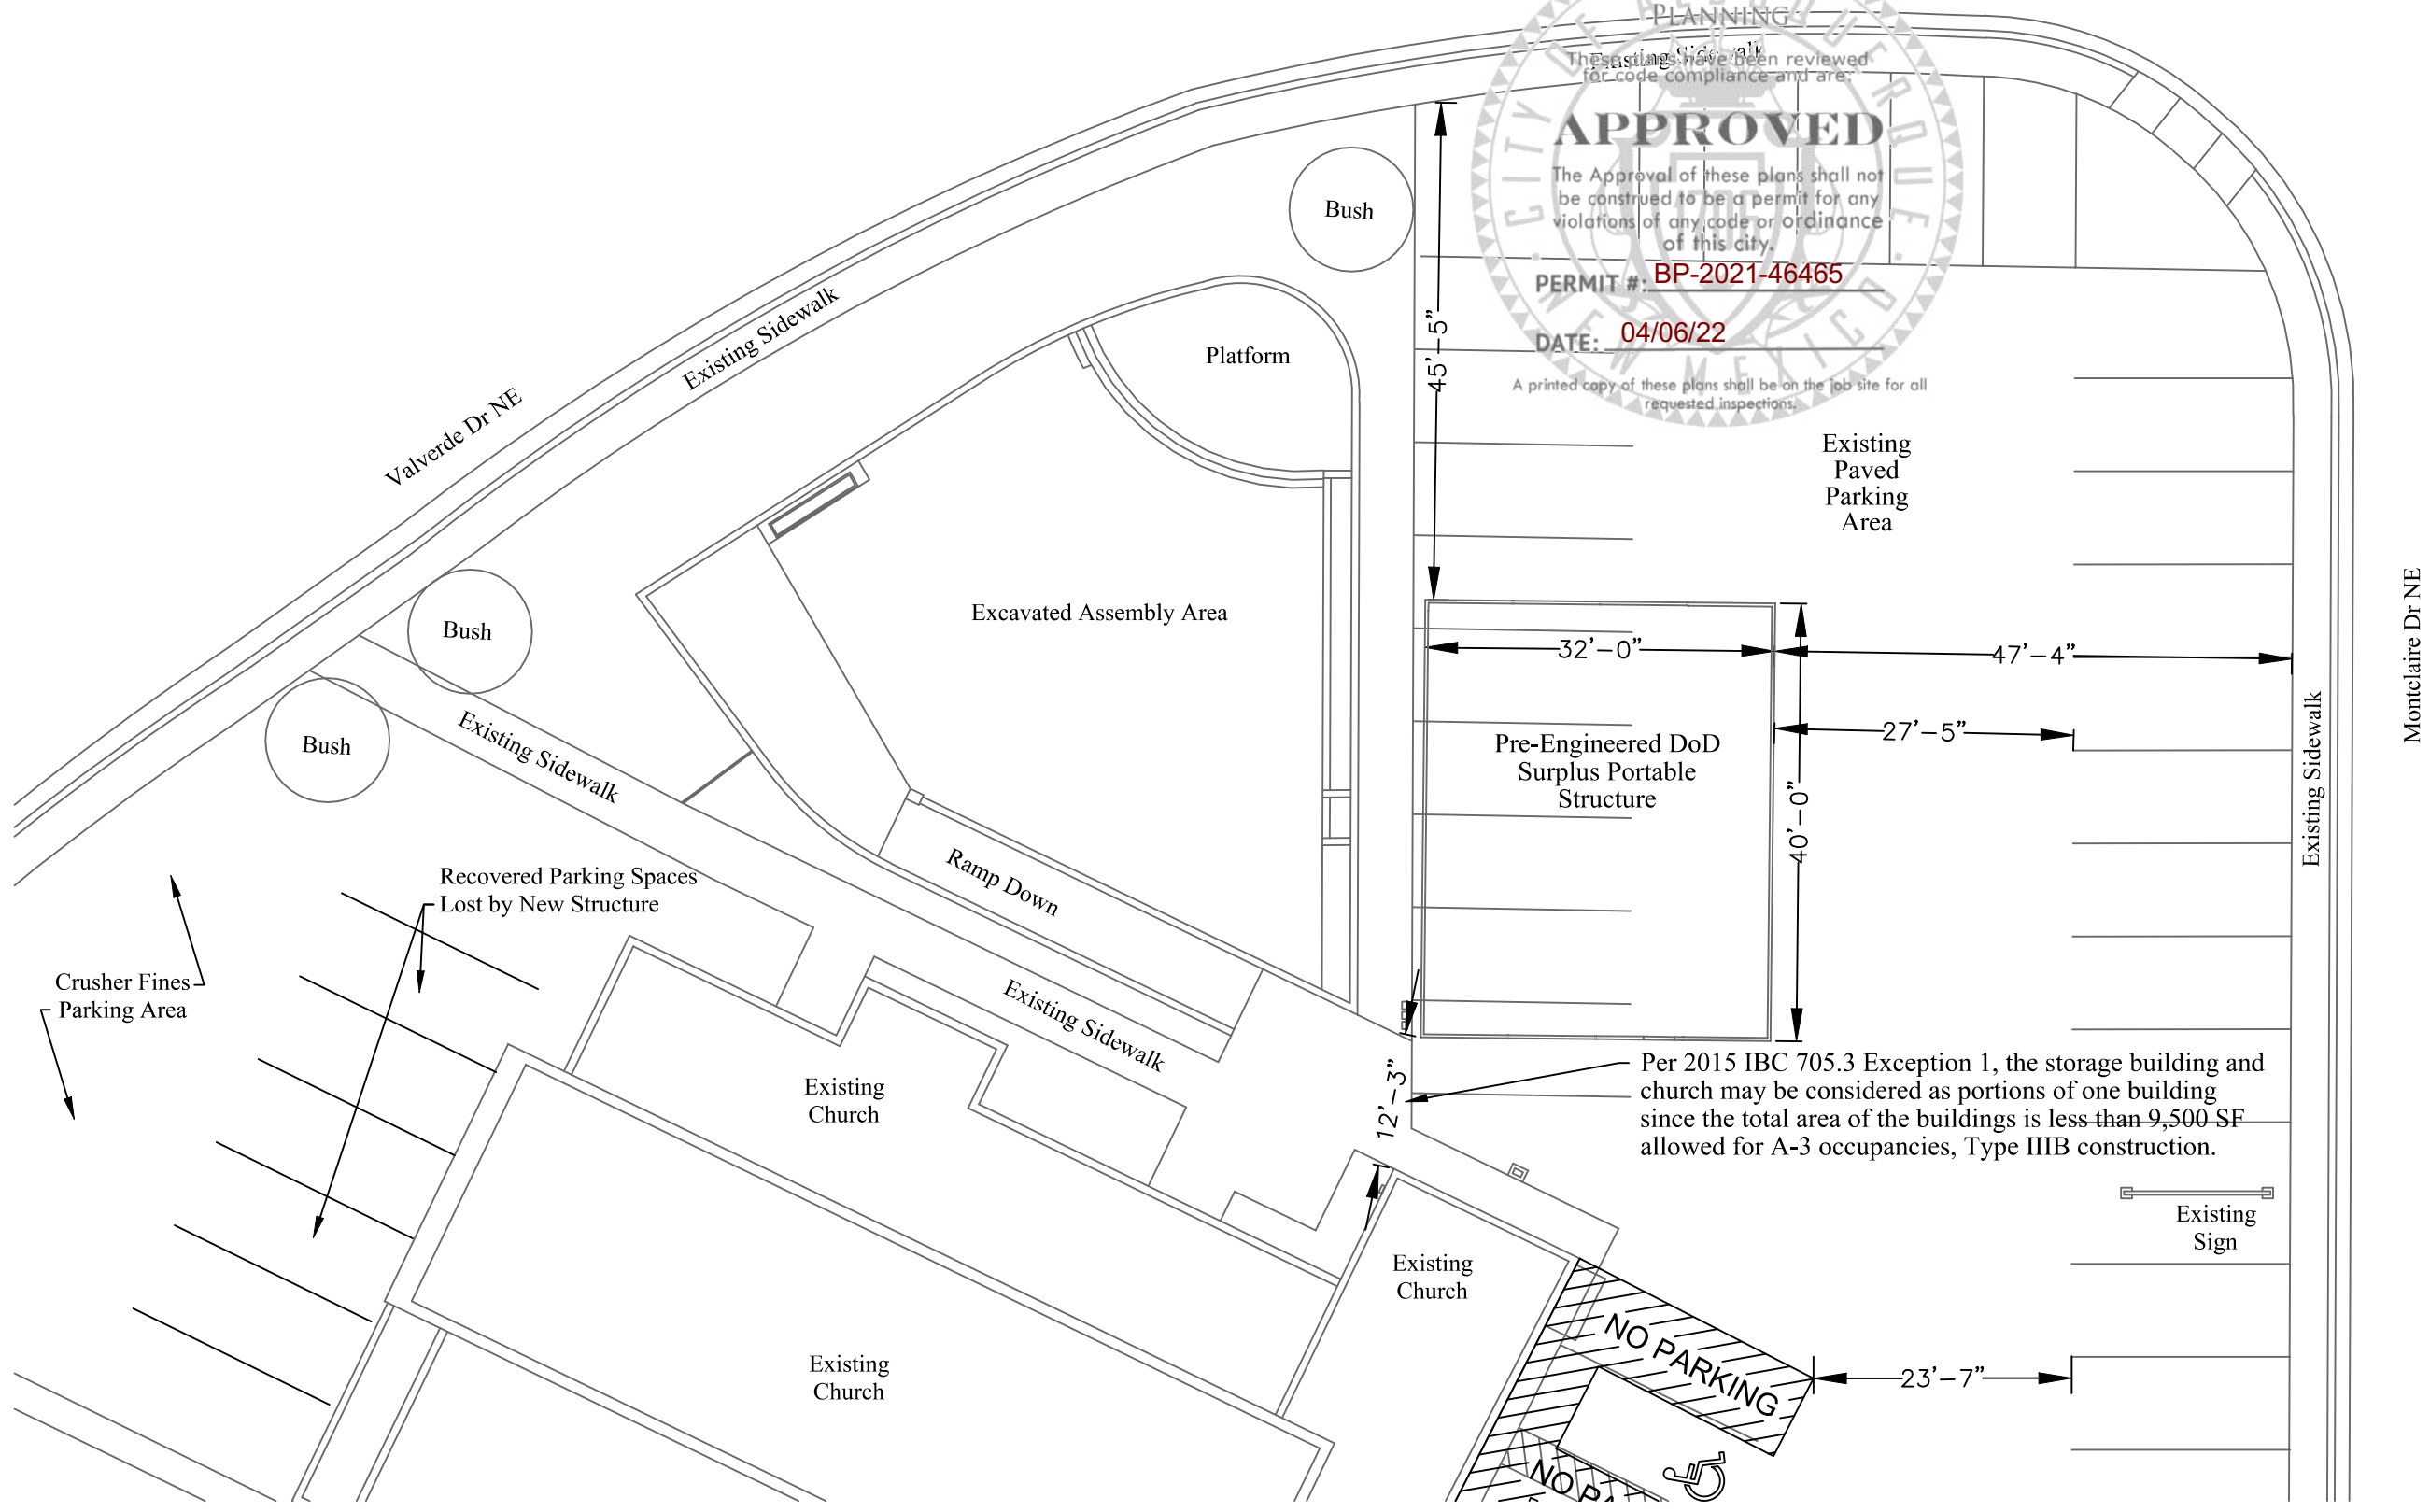 PLANNING
Existing Sidewalk
These plans have been reviewed
for code compliance and are:
APPROVED
The Approval of these plans shall not
be construed to be a permit for any
violations of any code or ordinance
of this city.
PERMIT #: BP-2021-46465
DATE: 04/06/22
A printed copy of these plans shall be on the job site for all
requested inspections.
NEW MEXICO
1706
Bush
Existing Sidewalk
Platform
45'-5"
Valverde Dr NE
Existing
Paved
Parking
Area
Excavated Assembly Area
Bush
32'-0"
47'-4"
Montclaire Dr NE
Existing Sidewalk
Bush
Existing Sidewalk
27'-5"
Pre-Engineered DoD
Surplus Portable
Structure
40'-0"
Ramp Down
Recovered Parking Spaces
Lost by New Structure
Crusher Fines
Parking Area
Existing Sidewalk
Existing
Church
12'-3"
Per 2015 IBC 705.3 Exception 1, the storage building and
church may be considered as portions of one building
since the total area of the buildings is less than 9,500 SF
allowed for A-3 occupancies, Type IIIB construction.
Existing
Sign
Existing
Church
NO PARKING
23'-7"
Existing
Church
NO PA